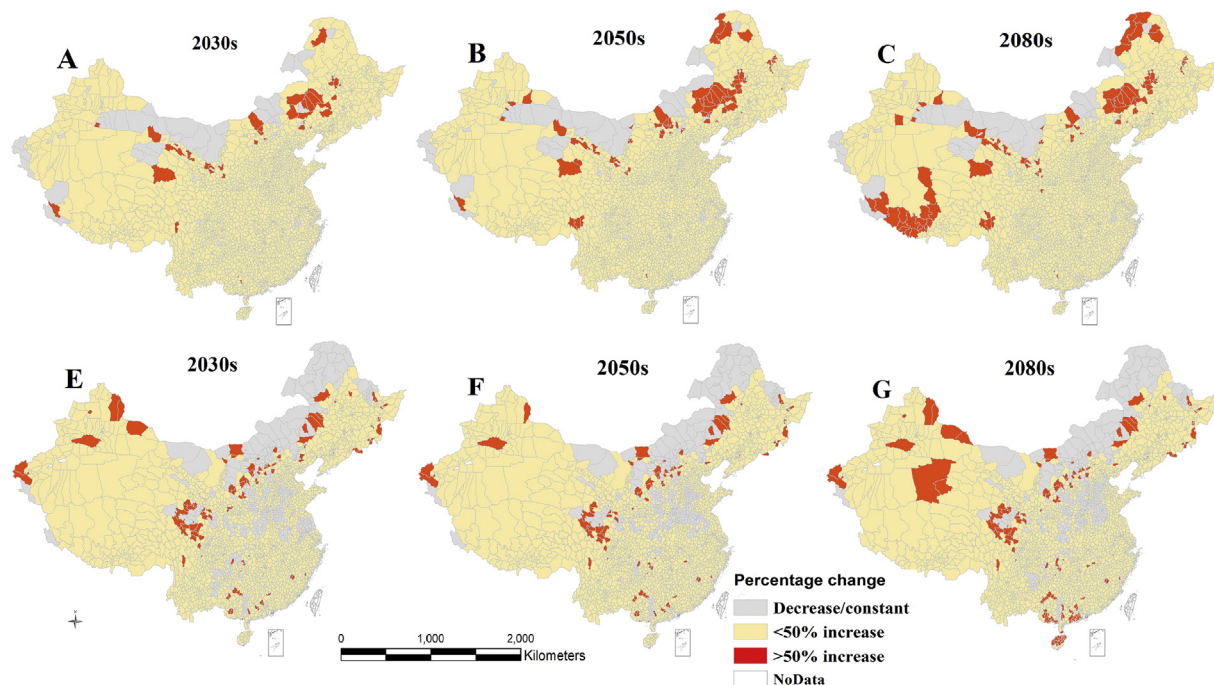 2030s
2050s
2080s
A
B
C
2030s
2050s
2080s
E
F
G
Percentage change
Decrease/constant
<50% increase
>50% increase
NoData
0 1,000 2,000
Kilometers